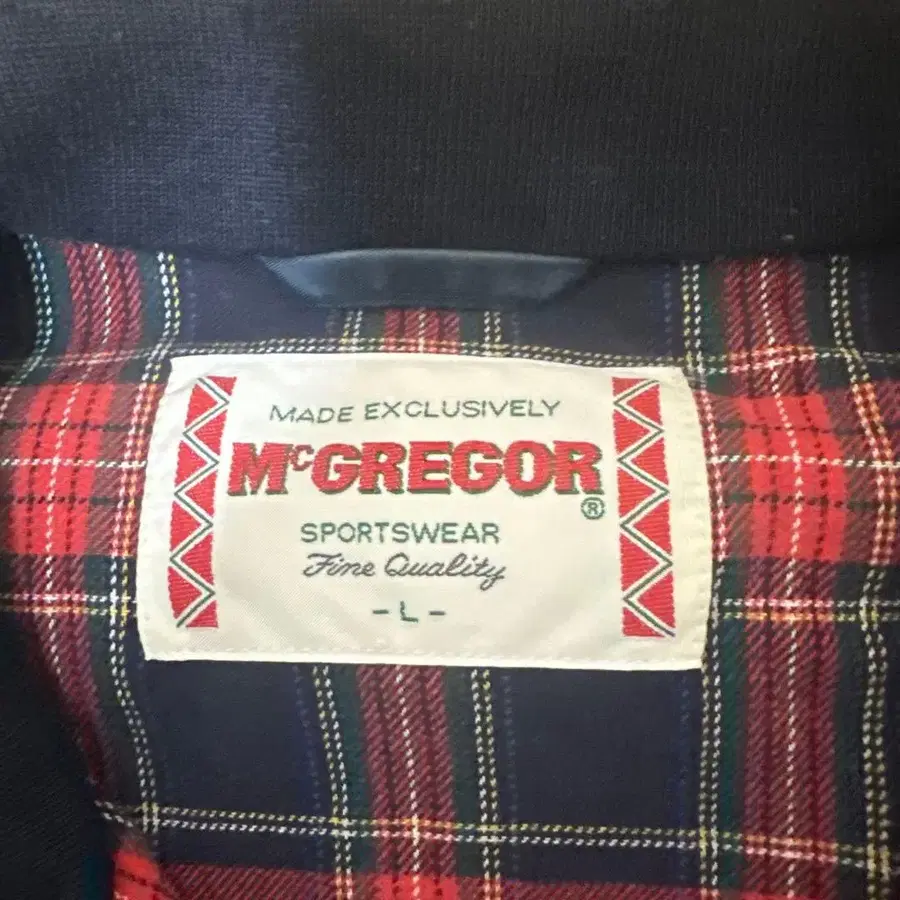 MADE EXCLUSIVELY
McGREGOR®
SPORTSWEAR
Fine Quality
-L-